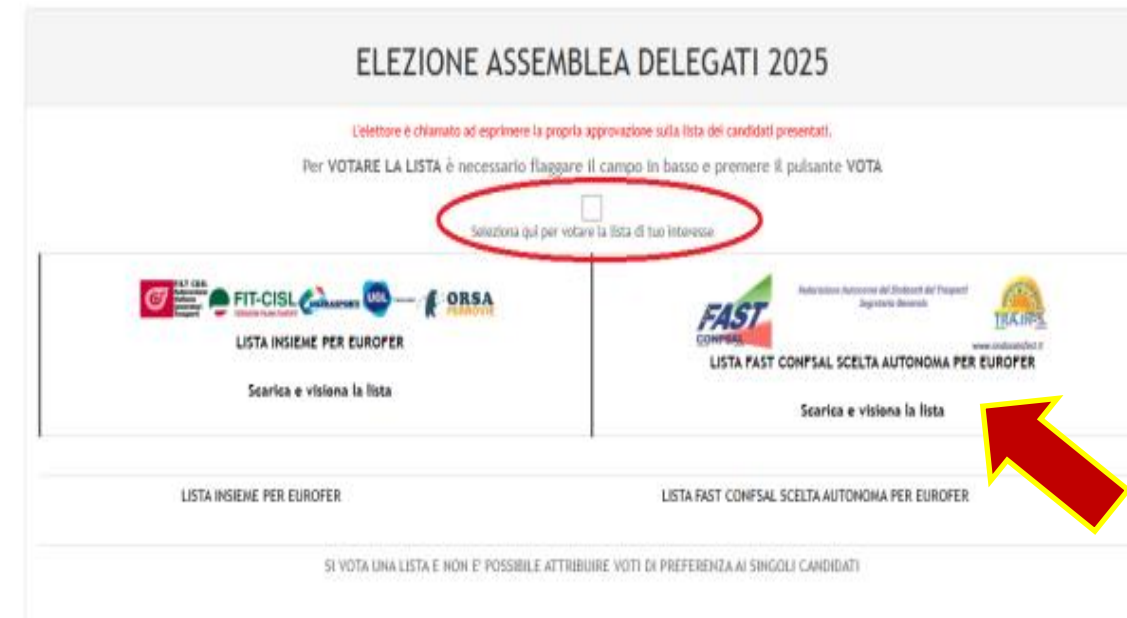 ELEZIONE ASSEMBLEA DELEGATI 2025
L'elettore è chiamato ad esprimere la propria approvazione sulla lista dei candidati presentati.
Per VOTARE LA LISTA è necessario flaggare il campo in basso e premere il pulsante VOTA
Seleziona qui per votare la lista di tuo interesse
FILT CGIL
FIT-CISL
UGL
ORSA
FERROVIE
LISTA INSIEME PER EUROFER
Scarica e visiona la lista
Federazione Autonoma dei Sindacati dei Trasporti
Segreteria Generale
FAST
CONFSAL
LISTA FAST CONFSAL SCELTA AUTONOMA PER EUROFER
Scarica e visiona la lista
LISTA INSIEME PER EUROFER
LISTA FAST CONFSAL SCELTA AUTONOMA PER EUROFER
SI VOTA UNA LISTA E NON E' POSSIBILE ATTRIBUIRE VOTI DI PREFERENZA AI SINGOLI CANDIDATI